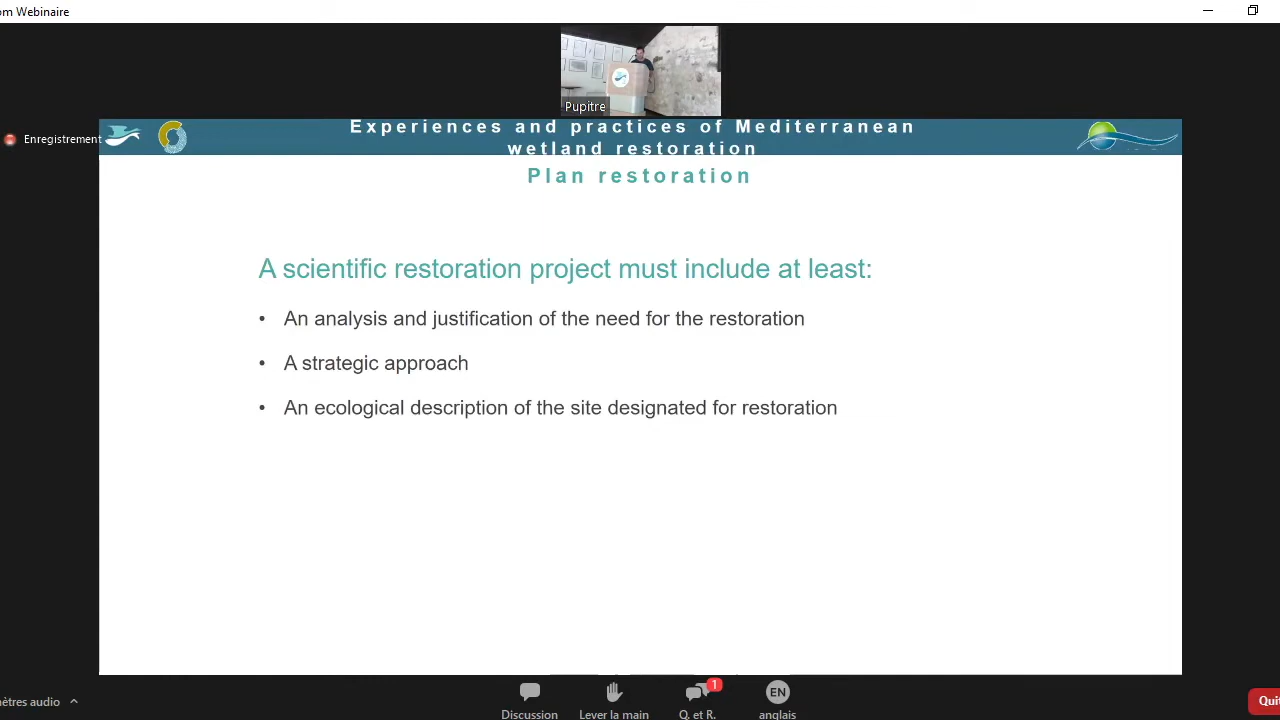 om Webinaire
Pupitre
Enregistrement
Experiences and practices of Mediterranean
wetland restoration
Plan restoration
A scientific restoration project must include at least:
• An analysis and justification of the need for the restoration
• A strategic approach
• An ecological description of the site designated for restoration
ètres audio
Discussion
Lever la main
1
Q. et R.
EN
anglais
Quit